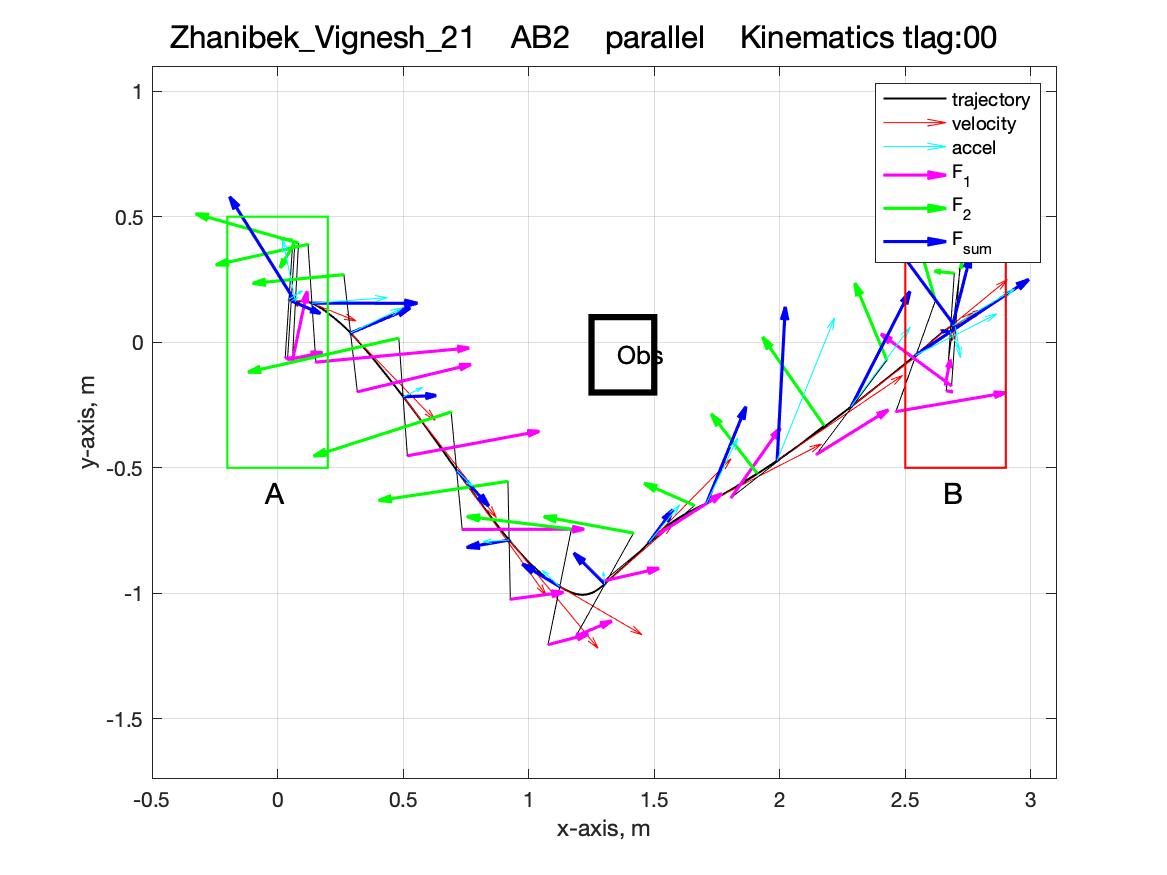 Zhanibek_Vignesh_21 AB2 parallel Kinematics tlag:00
trajectory
velocity
accel
F1
F2
Fsum
1
0.5
0
-0.5
-1
-1.5
y-axis, m
Obs
A
B
-0.5 0 0.5 1 1.5 2 2.5 3
x-axis, m